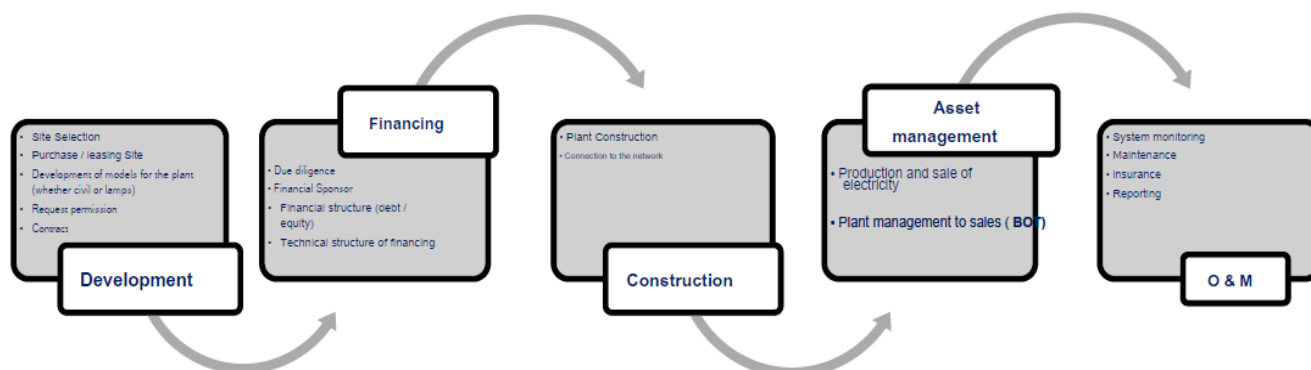 • Site Selection
• Purchase / leasing Site
• Development of models for the plant
(whether civil or lamps)
• Request permission
• Contract
Development
Financing
• Due diligence
• Financial Sponsor
• Financial structure (debt /
equity)
• Technical structure of financing
• Plant Construction
• Connection to the network
Construction
Asset
management
• Production and sale of
electricity
• Plant management to sales ( BOT)
• System monitoring
• Maintenance
• Insurance
• Reporting
O & M